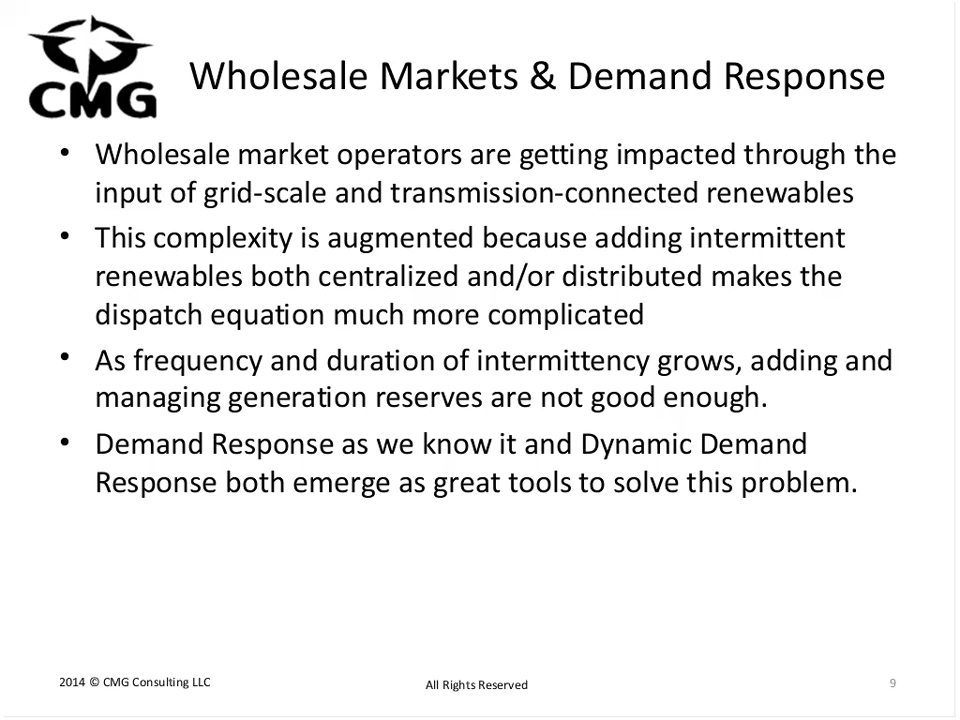 CMG
Wholesale Markets & Demand Response
• Wholesale market operators are getting impacted through the
input of grid-scale and transmission-connected renewables
• This complexity is augmented because adding intermittent
renewables both centralized and/or distributed makes the
dispatch equation much more complicated
• As frequency and duration of intermittency grows, adding and
managing generation reserves are not good enough.
• Demand Response as we know it and Dynamic Demand
Response both emerge as great tools to solve this problem.
2014 © CMG Consulting LLC
All Rights Reserved
9